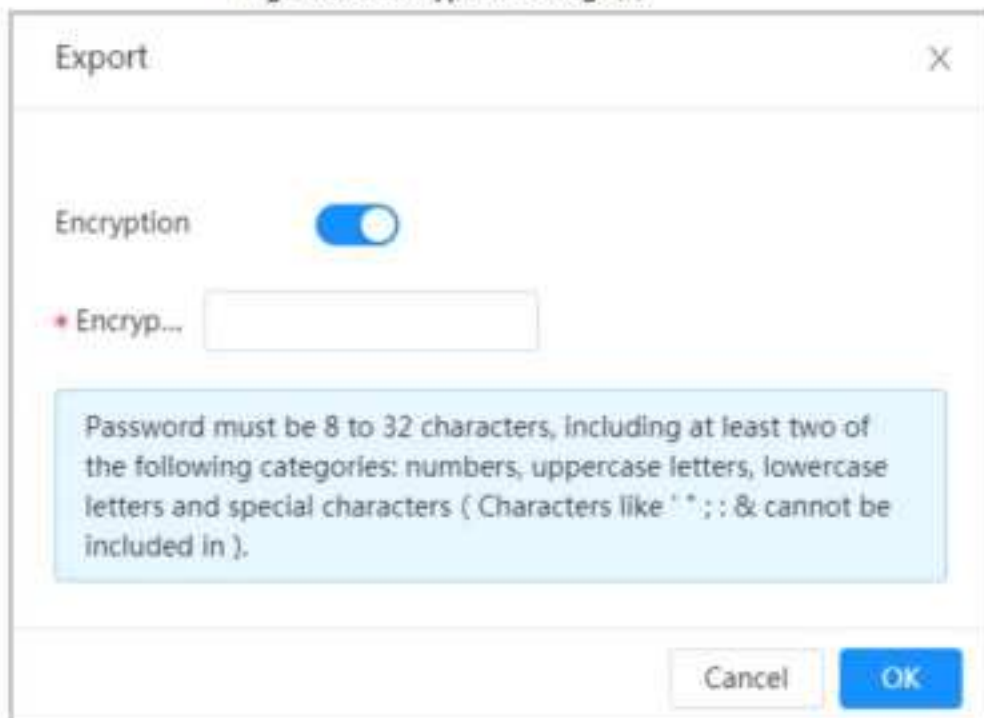 Export
Encryption
* Encryp...
Password must be 8 to 32 characters, including at least two of
the following categories: numbers, uppercase letters, lowercase
letters and special characters ( Characters like ' " ; : & cannot be
included in ).
Cancel
OK